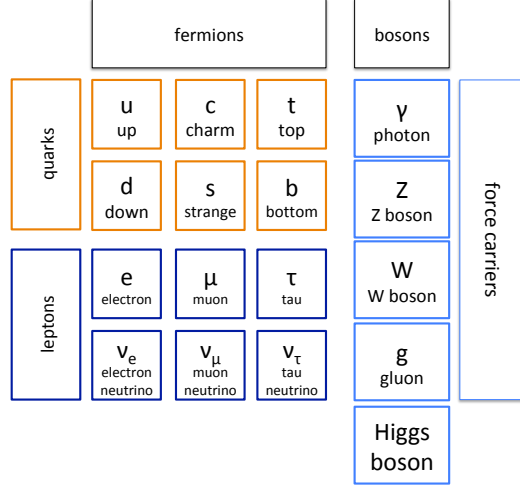 fermions
bosons
quarks
u
up
c
charm
t
top
d
down
s
strange
b
bottom
leptons
e
electron
μ
muon
τ
tau
νe
electron
neutrino
νμ
muon
neutrino
ντ
tau
neutrino
γ
photon
Z
Z boson
W
W boson
g
gluon
Higgs
boson
force carriers